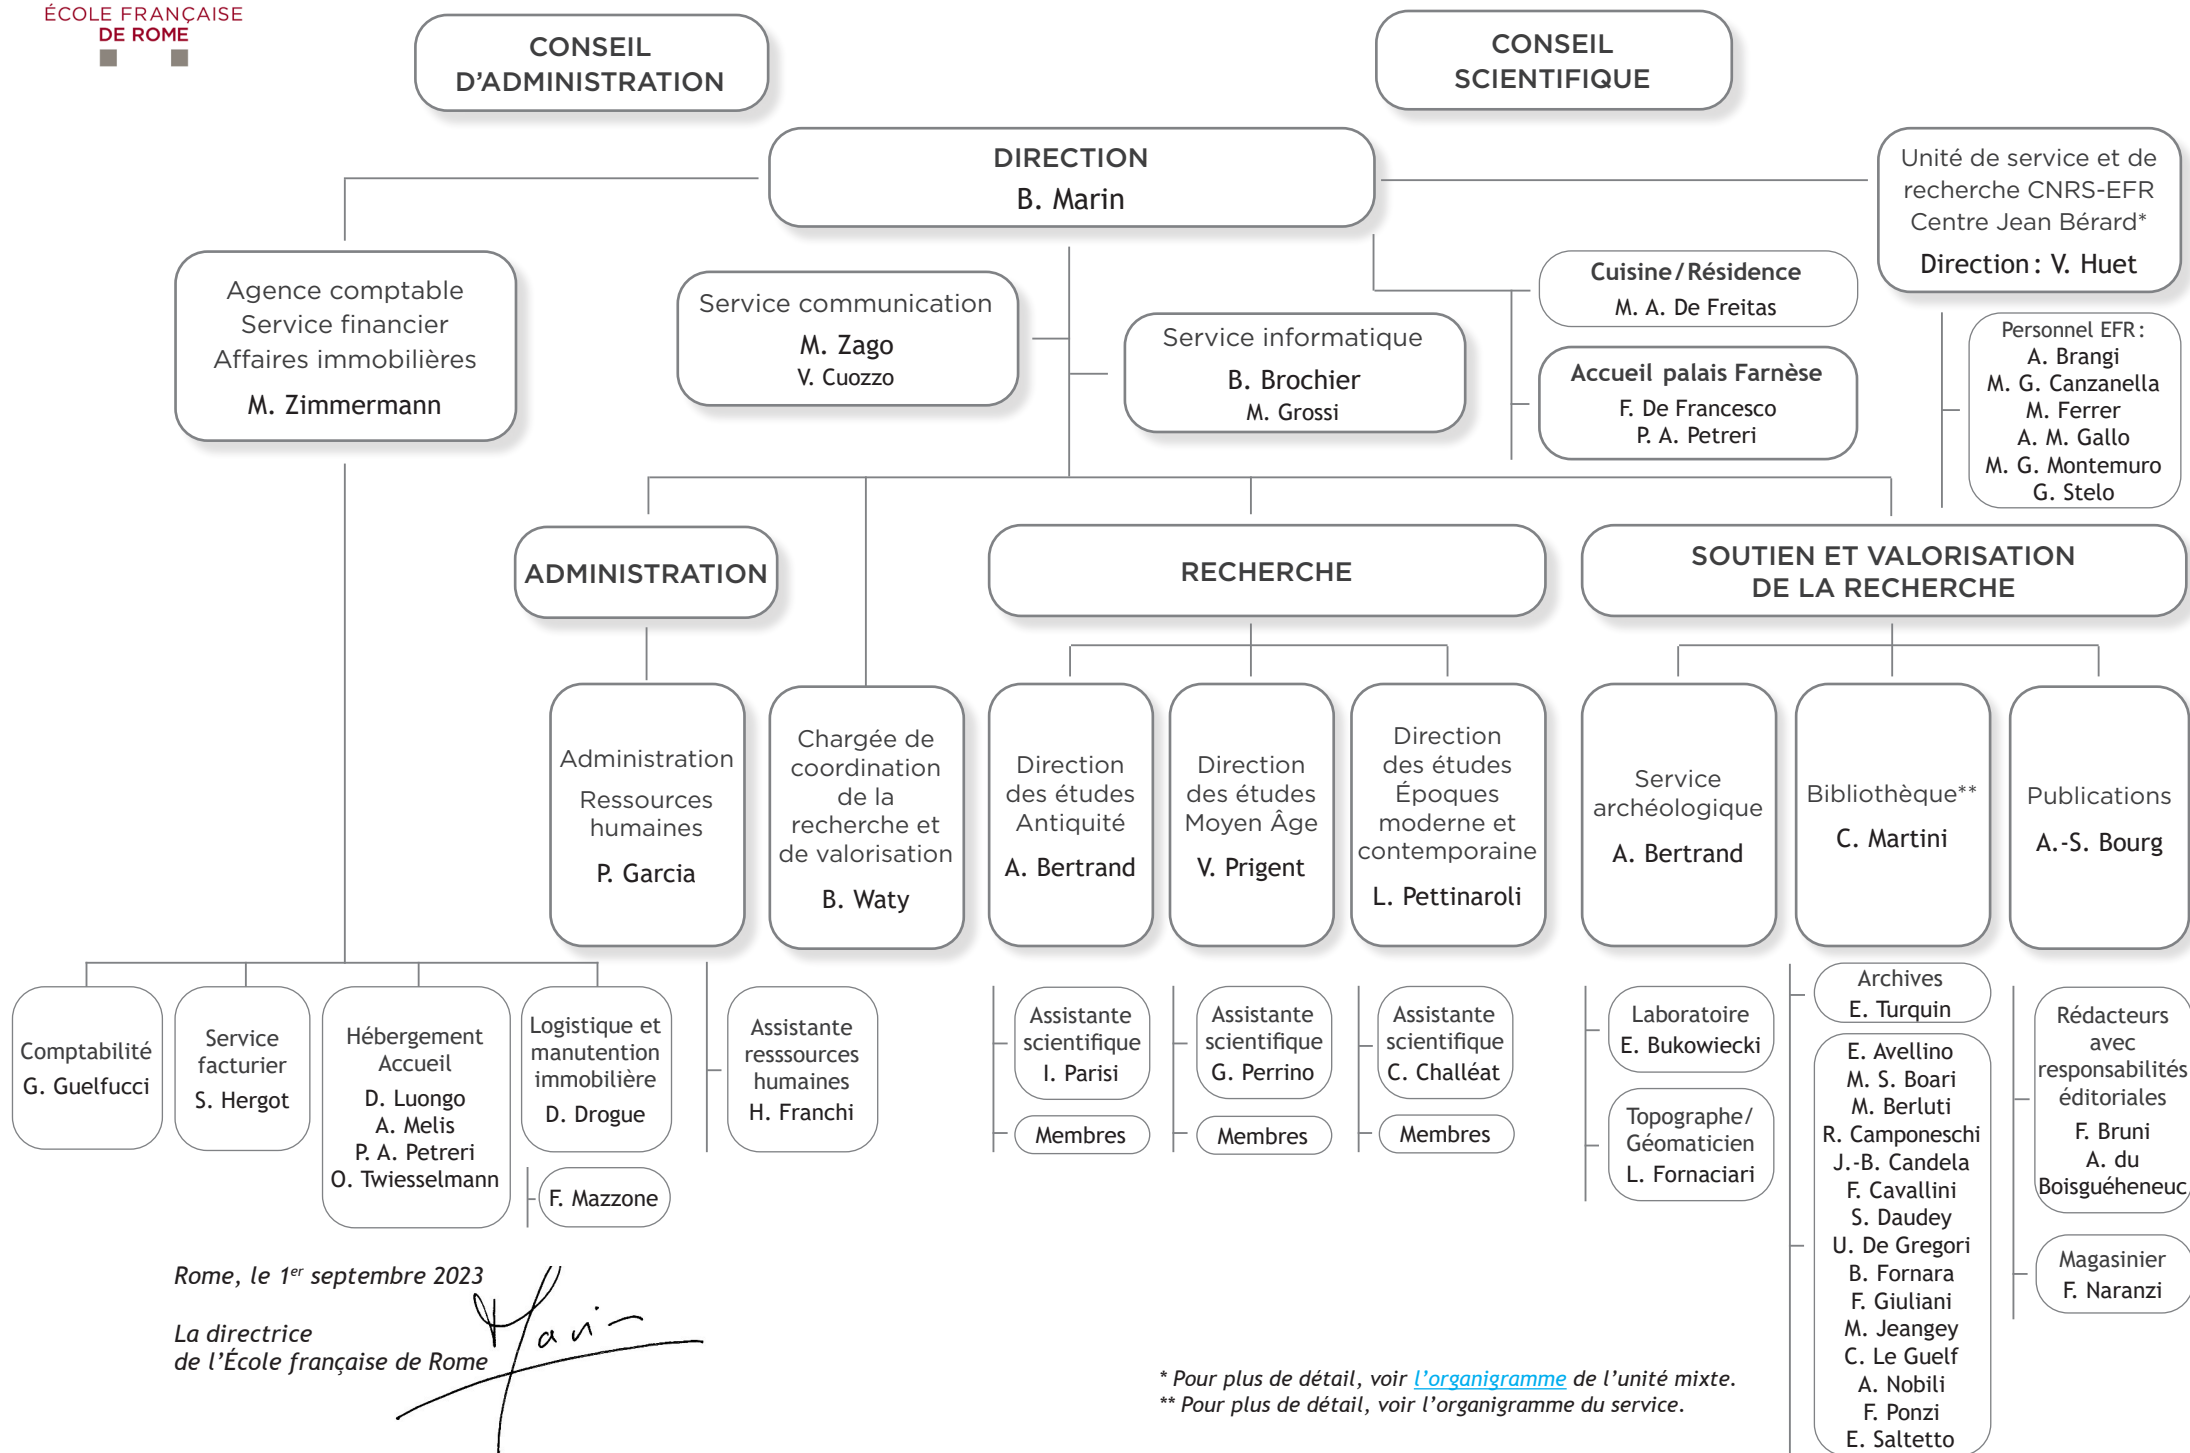 ÉCOLE FRANÇAISE
DE ROME
CONSEIL
D'ADMINISTRATION
CONSEIL
SCIENTIFIQUE
DIRECTION
B. Marin
Unité de service et de
recherche CNRS-EFR
Centre Jean Bérard*
Direction : V. Huet
Agence comptable
Service financier
Affaires immobilières
M. Zimmermann
Service communication
M. Zago
V. Cuozzo
Service informatique
B. Brochier
M. Grossi
Cuisine/Résidence
M. A. De Freitas
Accueil palais Farnèse
F. De Francesco
P. A. Petreri
Personnel EFR :
A. Brangi
M. G. Canzanella
M. Ferrer
A. M. Gallo
M. G. Montemuro
G. Stelo
ADMINISTRATION
RECHERCHE
SOUTIEN ET VALORISATION
DE LA RECHERCHE
Administration
Ressources
humaines
P. Garcia
Chargée de
coordination
de la
recherche et
de valorisation
B. Waty
Direction
des études
Antiquité
A. Bertrand
Direction
des études
Moyen Âge
V. Prigent
Direction
des études
Époques
moderne et
contemporaine
L. Pettinaroli
Service
archéologique
A. Bertrand
Bibliothèque**
C. Martini
Publications
A.-S. Bourg
Comptabilité
G. Guelfucci
Service
facturier
S. Hergot
Hébergement
Accueil
D. Luongo
A. Melis
P. A. Petreri
O. Twiesselmann
Logistique et
manutention
immobilière
D. Drogue
F. Mazzone
Assistante
resssources
humaines
H. Franchi
Assistante
scientifique
I. Parisi
Membres
Assistante
scientifique
G. Perrino
Membres
Assistante
scientifique
C. Challéat
Membres
Laboratoire
E. Bukowiecki
Topographe/
Géomaticien
L. Fornaciari
Archives
E. Turquin
E. Avellino
M. S. Boari
M. Berluti
R. Camponeschi
J.-B. Candela
F. Cavallini
S. Daudey
U. De Gregori
B. Fornara
F. Giuliani
M. Jeangey
C. Le Guelf
A. Nobili
F. Ponzi
E. Saltetto
Rédacteurs
avec
responsabilités
éditoriales
F. Bruni
A. du
Boisguéheneuc
Magasinier
F. Naranzi
Rome, le 1er septembre 2023
La directrice
de l'École française de Rome
Marin
* Pour plus de détail, voir l'organigramme de l'unité mixte.
** Pour plus de détail, voir l'organigramme du service.